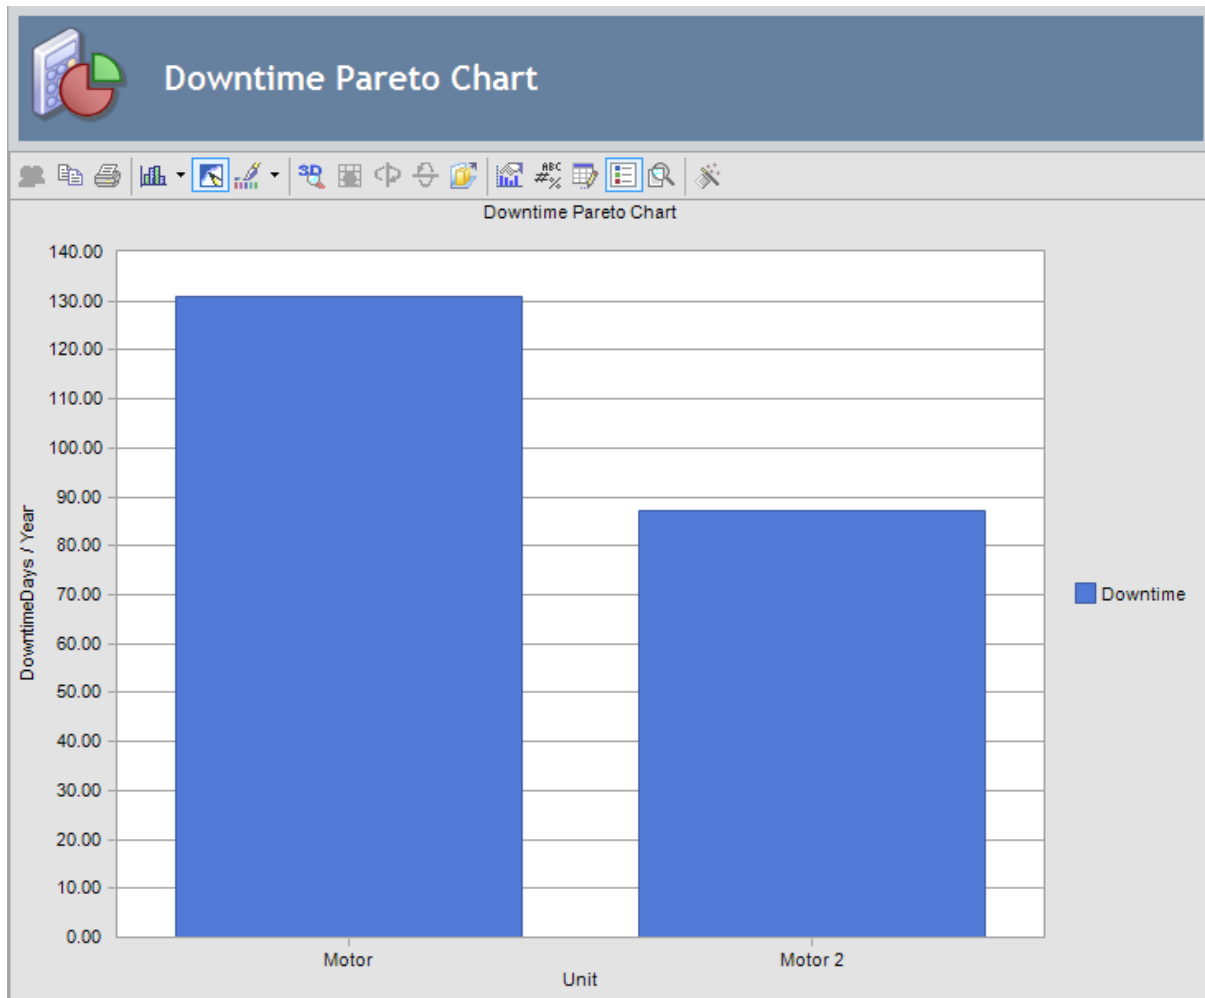 Downtime Pareto Chart
3D
ABC
#%
Downtime Pareto Chart
140.00
130.00
120.00
110.00
100.00
90.00
80.00
70.00
60.00
50.00
40.00
30.00
20.00
10.00
0.00
DowntimeDays / Year
Downtime
Motor
Motor 2
Unit